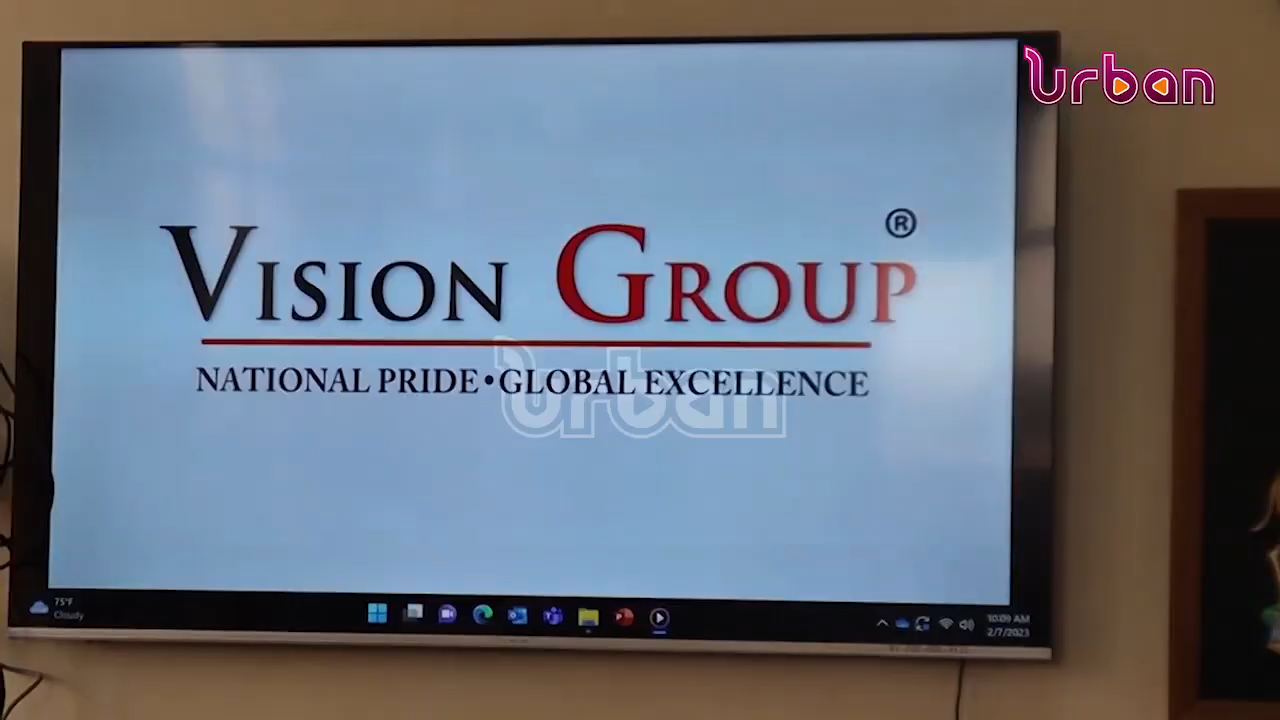 Urban
VISION GROUP®
NATIONAL PRIDE•GLOBAL EXCELLENCE
Urban
75°F
Cloudy
10:09 AM
2/7/2023